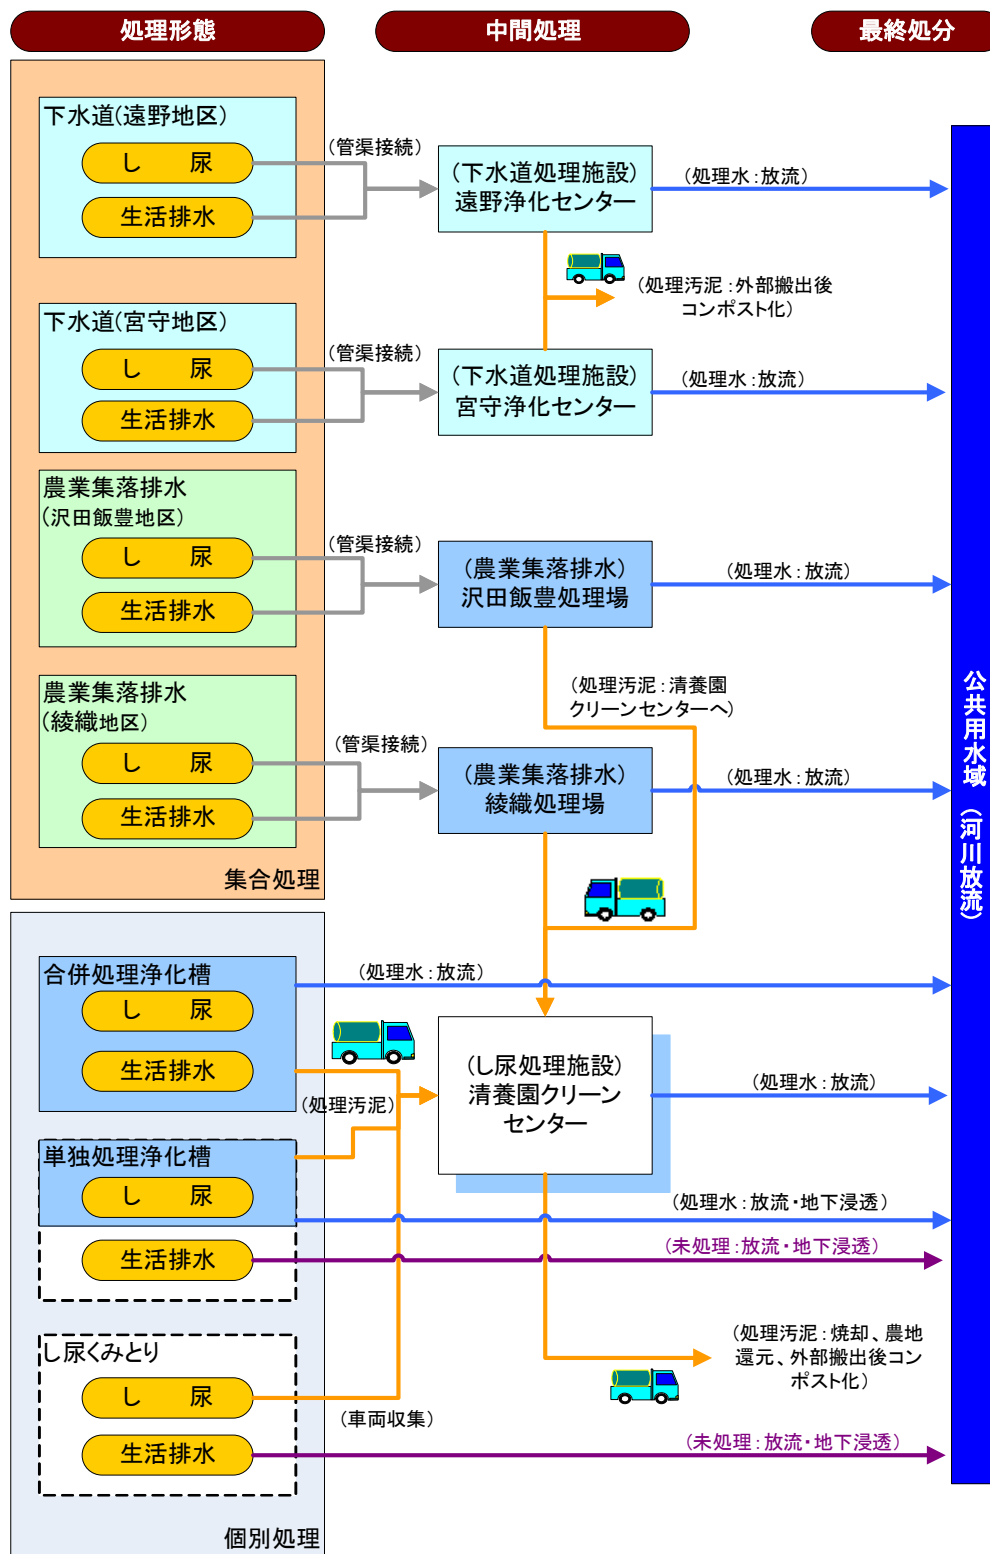 処理形態
中間処理
最終処分
下水道(遠野地区)
し　　尿
生活排水
(管渠接続)
(下水道処理施設)
遠野浄化センター
(処理水：放流)
(処理汚泥：外部搬出後
コンポスト化)
下水道(宮守地区)
し　　尿
生活排水
(管渠接続)
(下水道処理施設)
宮守浄化センター
(処理水：放流)
農業集落排水
(沢田飯豊地区)
し　　尿
生活排水
(管渠接続)
(農業集落排水)
沢田飯豊処理場
(処理水：放流)
(処理汚泥：清養園
クリーンセンターへ)
農業集落排水
(綾織地区)
し　　尿
生活排水
(管渠接続)
(農業集落排水)
綾織処理場
(処理水：放流)
集合処理
公共用水域　(河川放流)
合併処理浄化槽
し　　尿
生活排水
(処理水：放流)
(処理汚泥)
(し尿処理施設)
清養園クリーン
センター
(処理水：放流)
単独処理浄化槽
し　　尿
生活排水
(処理水：放流・地下浸透)
(未処理：放流・地下浸透)
し尿くみとり
し　　尿
生活排水
(車両収集)
(処理汚泥：焼却、農地
還元、外部搬出後コン
ポスト化)
(未処理：放流・地下浸透)
個別処理